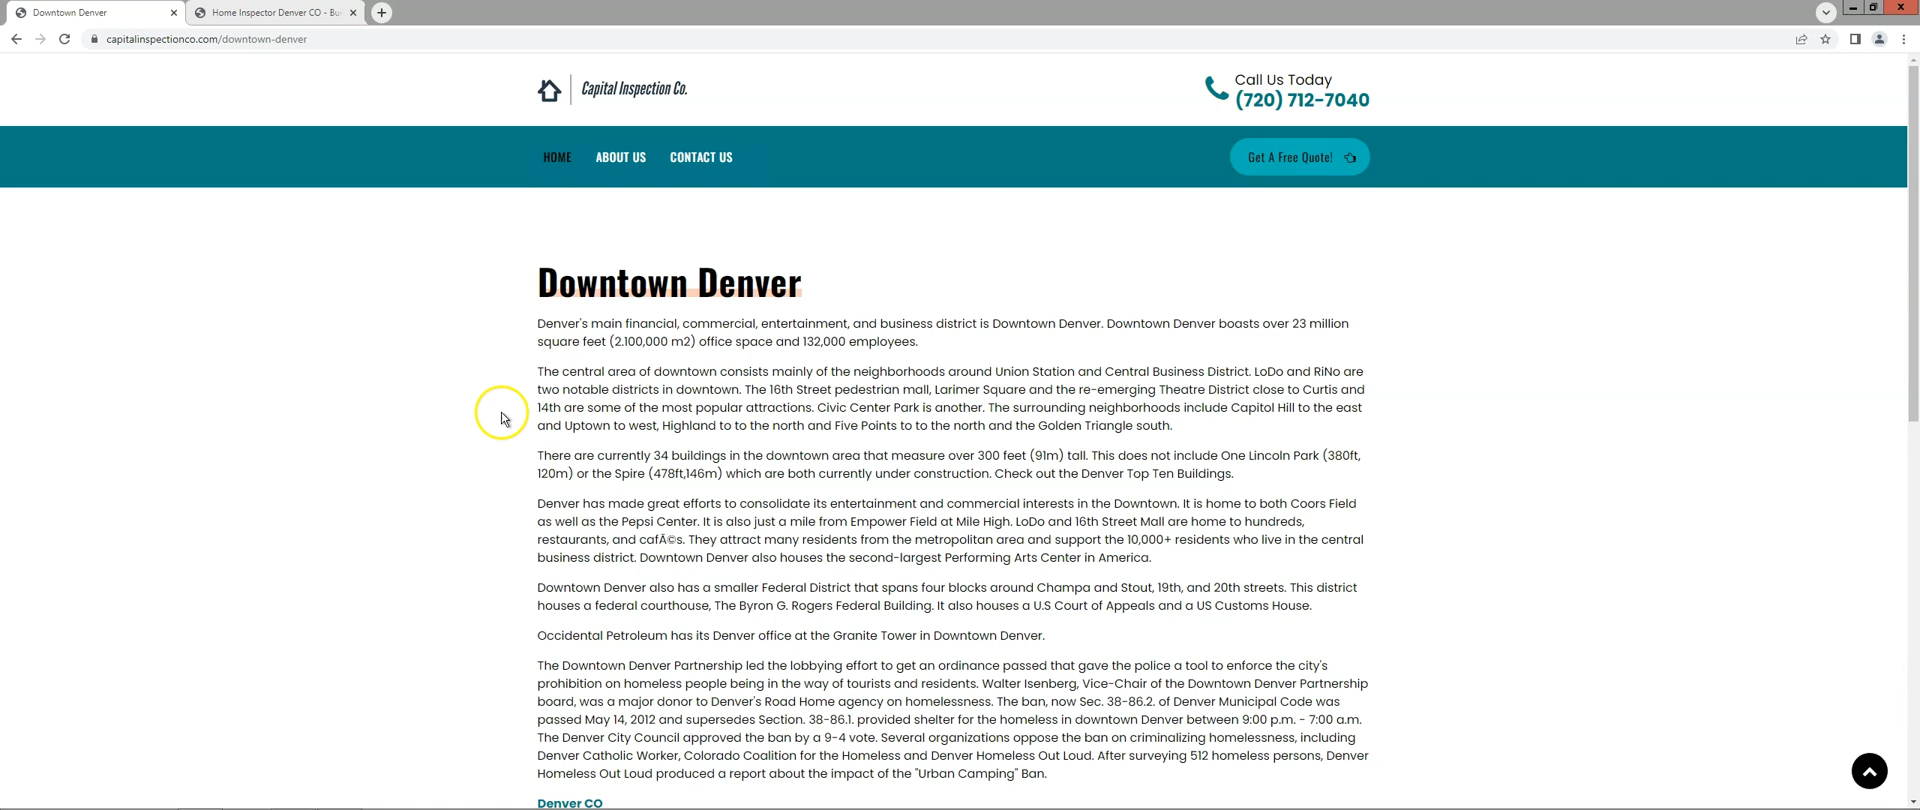 Downtown Denver
Home Inspector Denver CO - Bu
capitalinspectionco.com/downtown-denver
Capital Inspection Co.
Call Us Today
(720) 712-7040
HOME
ABOUT US
CONTACT US
Get A Free Quote!
Downtown Denver
Denver's main financial, commercial, entertainment, and business district is Downtown Denver. Downtown Denver boasts over 23 million
square feet (2.100,000 m2) office space and 132,000 employees.
The central area of downtown consists mainly of the neighborhoods around Union Station and Central Business District. LoDo and RiNo are
two notable districts in downtown. The 16th Street pedestrian mall, Larimer Square and the re-emerging Theatre District close to Curtis and
14th are some of the most popular attractions. Civic Center Park is another. The surrounding neighborhoods include Capitol Hill to the east
and Uptown to west, Highland to to the north and Five Points to to the north and the Golden Triangle south.
There are currently 34 buildings in the downtown area that measure over 300 feet (91m) tall. This does not include One Lincoln Park (380ft,
120m) or the Spire (478ft,146m) which are both currently under construction. Check out the Denver Top Ten Buildings.
Denver has made great efforts to consolidate its entertainment and commercial interests in the Downtown. It is home to both Coors Field
as well as the Pepsi Center. It is also just a mile from Empower Field at Mile High. LoDo and 16th Street Mall are home to hundreds,
restaurants, and cafÃ©s. They attract many residents from the metropolitan area and support the 10,000+ residents who live in the central
business district. Downtown Denver also houses the second-largest Performing Arts Center in America.
Downtown Denver also has a smaller Federal District that spans four blocks around Champa and Stout, 19th, and 20th streets. This district
houses a federal courthouse, The Byron G. Rogers Federal Building. It also houses a U.S Court of Appeals and a US Customs House.
Occidental Petroleum has its Denver office at the Granite Tower in Downtown Denver.
The Downtown Denver Partnership led the lobbying effort to get an ordinance passed that gave the police a tool to enforce the city's
prohibition on homeless people being in the way of tourists and residents. Walter Isenberg, Vice-Chair of the Downtown Denver Partnership
board, was a major donor to Denver's Road Home agency on homelessness. The ban, now Sec. 38-86.2. of Denver Municipal Code was
passed May 14, 2012 and supersedes Section. 38-86.1. provided shelter for the homeless in downtown Denver between 9:00 p.m. - 7:00 a.m.
The Denver City Council approved the ban by a 9-4 vote. Several organizations oppose the ban on criminalizing homelessness, including
Denver Catholic Worker, Colorado Coalition for the Homeless and Denver Homeless Out Loud. After surveying 512 homeless persons, Denver
Homeless Out Loud produced a report about the impact of the "Urban Camping" Ban.
Denver CO